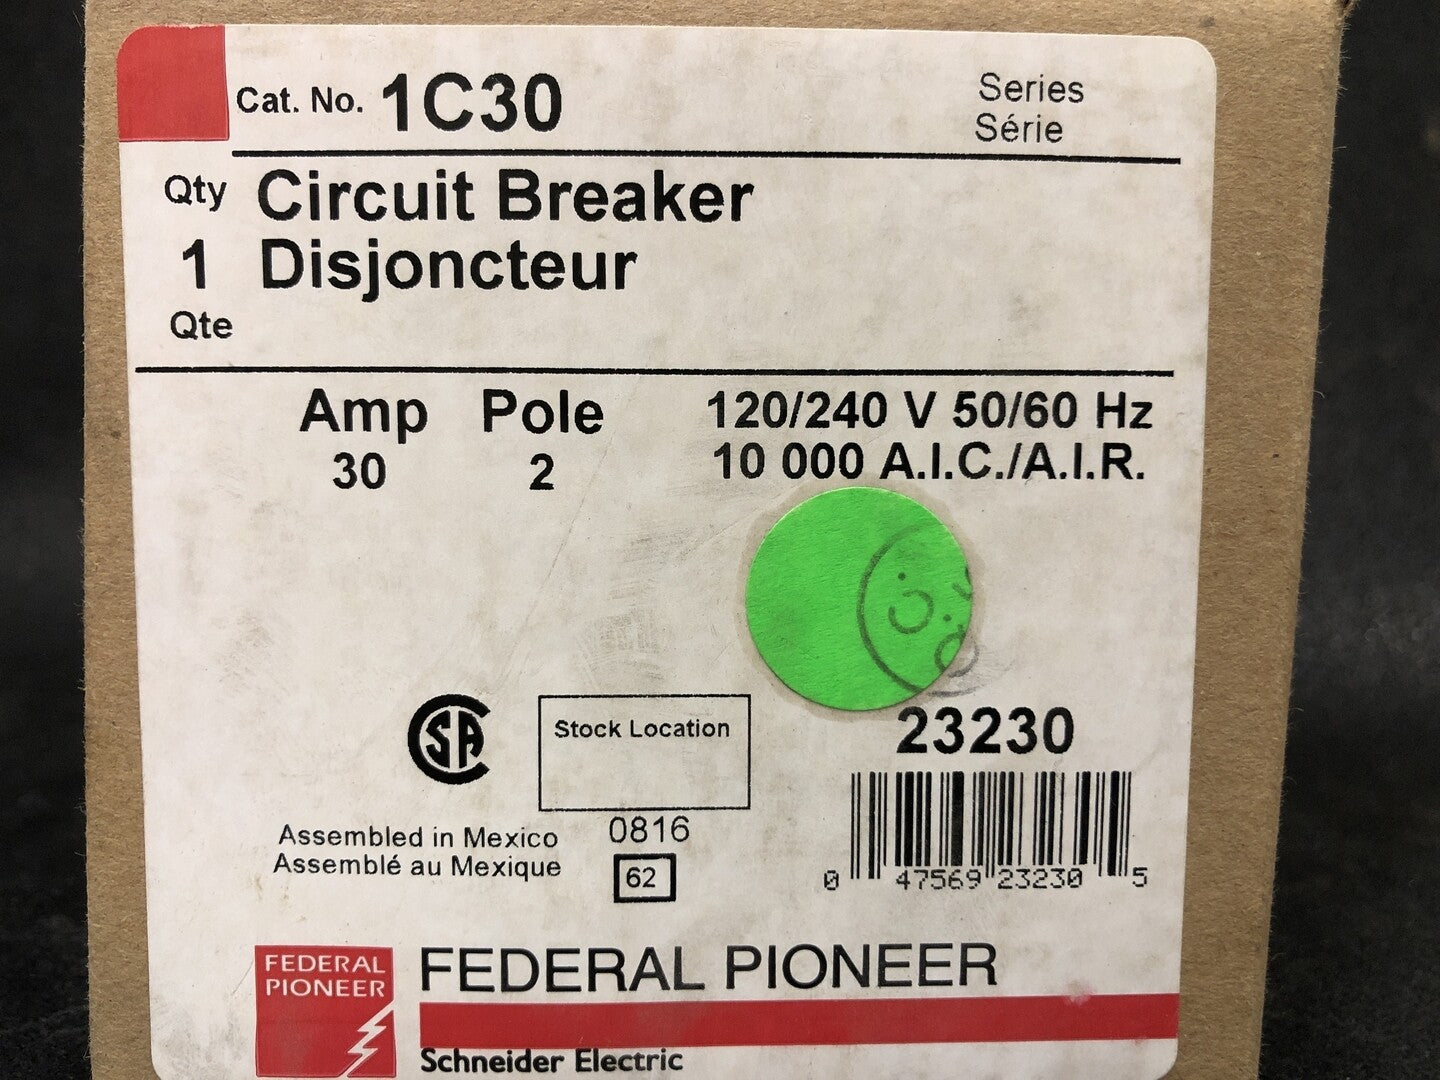 Cat. No. 1C30
Series
Série
Qty
Circuit Breaker
1 Disjoncteur
Qte
Amp Pole
30 2
120/240 V 50/60 Hz
10 000 A.I.C./A.I.R.
CSA
Stock Location
23230
Assembled in Mexico
Assemblé au Mexique
0816
62
0 47569 23230 5
FEDERAL
PIONEER
FEDERAL PIONEER
Schneider Electric